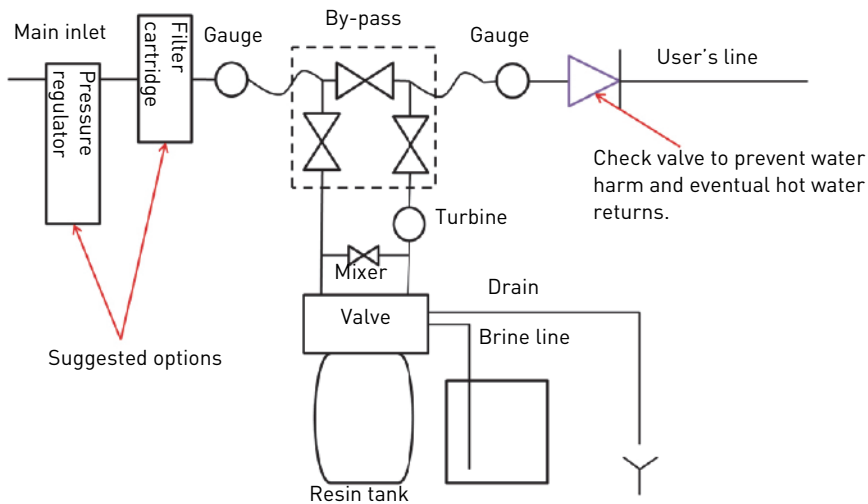 Main inlet
Pressure
regulator
Filter
cartridge
Gauge
By-pass
Gauge
User's line
Check valve to prevent water
harm and eventual hot water
returns.
Turbine
Mixer
Valve
Drain
Brine line
Suggested options
Resin tank